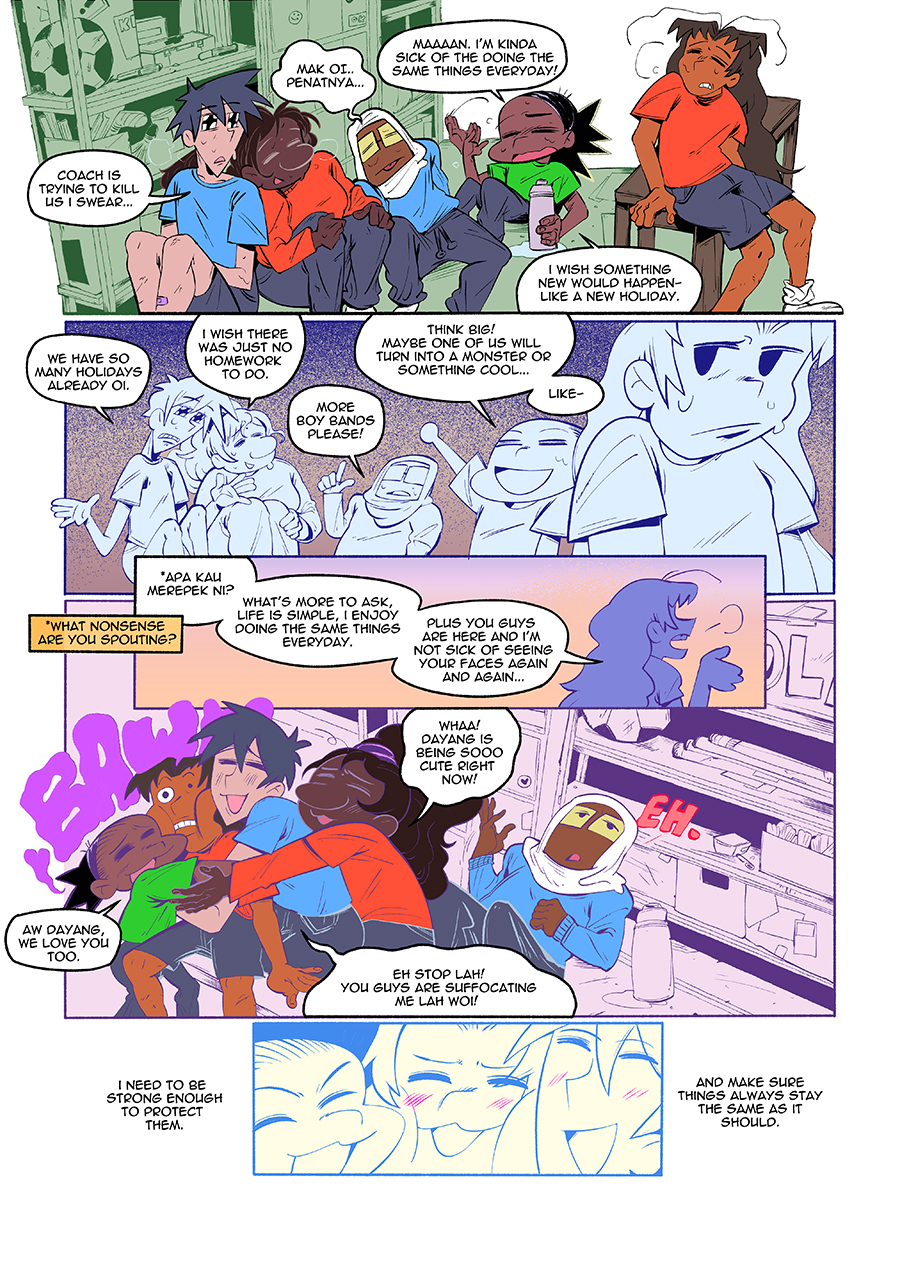 MAK OI..
PENATNYA...
MAAAAN. I'M KINDA
SICK OF THE DOING THE
SAME THINGS EVERYDAY!
COACH IS
TRYING TO KILL
US I SWEAR...
I WISH SOMETHING
NEW WOULD HAPPEN-
LIKE A NEW HOLIDAY.
WE HAVE SO
MANY HOLIDAYS
ALREADY OI.
I WISH THERE
WAS JUST NO
HOMEWORK
TO DO.
MORE
BOY BANDS
PLEASE!
THINK BIG!
MAYBE ONE OF US WILL
TURN INTO A MONSTER OR
SOMETHING COOL...
LIKE-
*APA KAU
MEREPEK NI?
*WHAT NONSENSE
ARE YOU SPOUTING?
WHAT'S MORE TO ASK,
LIFE IS SIMPLE, I ENJOY
DOING THE SAME THINGS
EVERYDAY.
PLUS YOU GUYS
ARE HERE AND I'M
NOT SICK OF SEEING
YOUR FACES AGAIN
AND AGAIN...
WHAA!
DAYANG IS
BEING SOOO
CUTE RIGHT
NOW!
EH.
AW DAYANG,
WE LOVE YOU
TOO.
EH STOP LAH!
YOU GUYS ARE SUFFOCATING
ME LAH WOI!
I NEED TO BE
STRONG ENOUGH
TO PROTECT
THEM.
AND MAKE SURE
THINGS ALWAYS STAY
THE SAME AS IT
SHOULD.